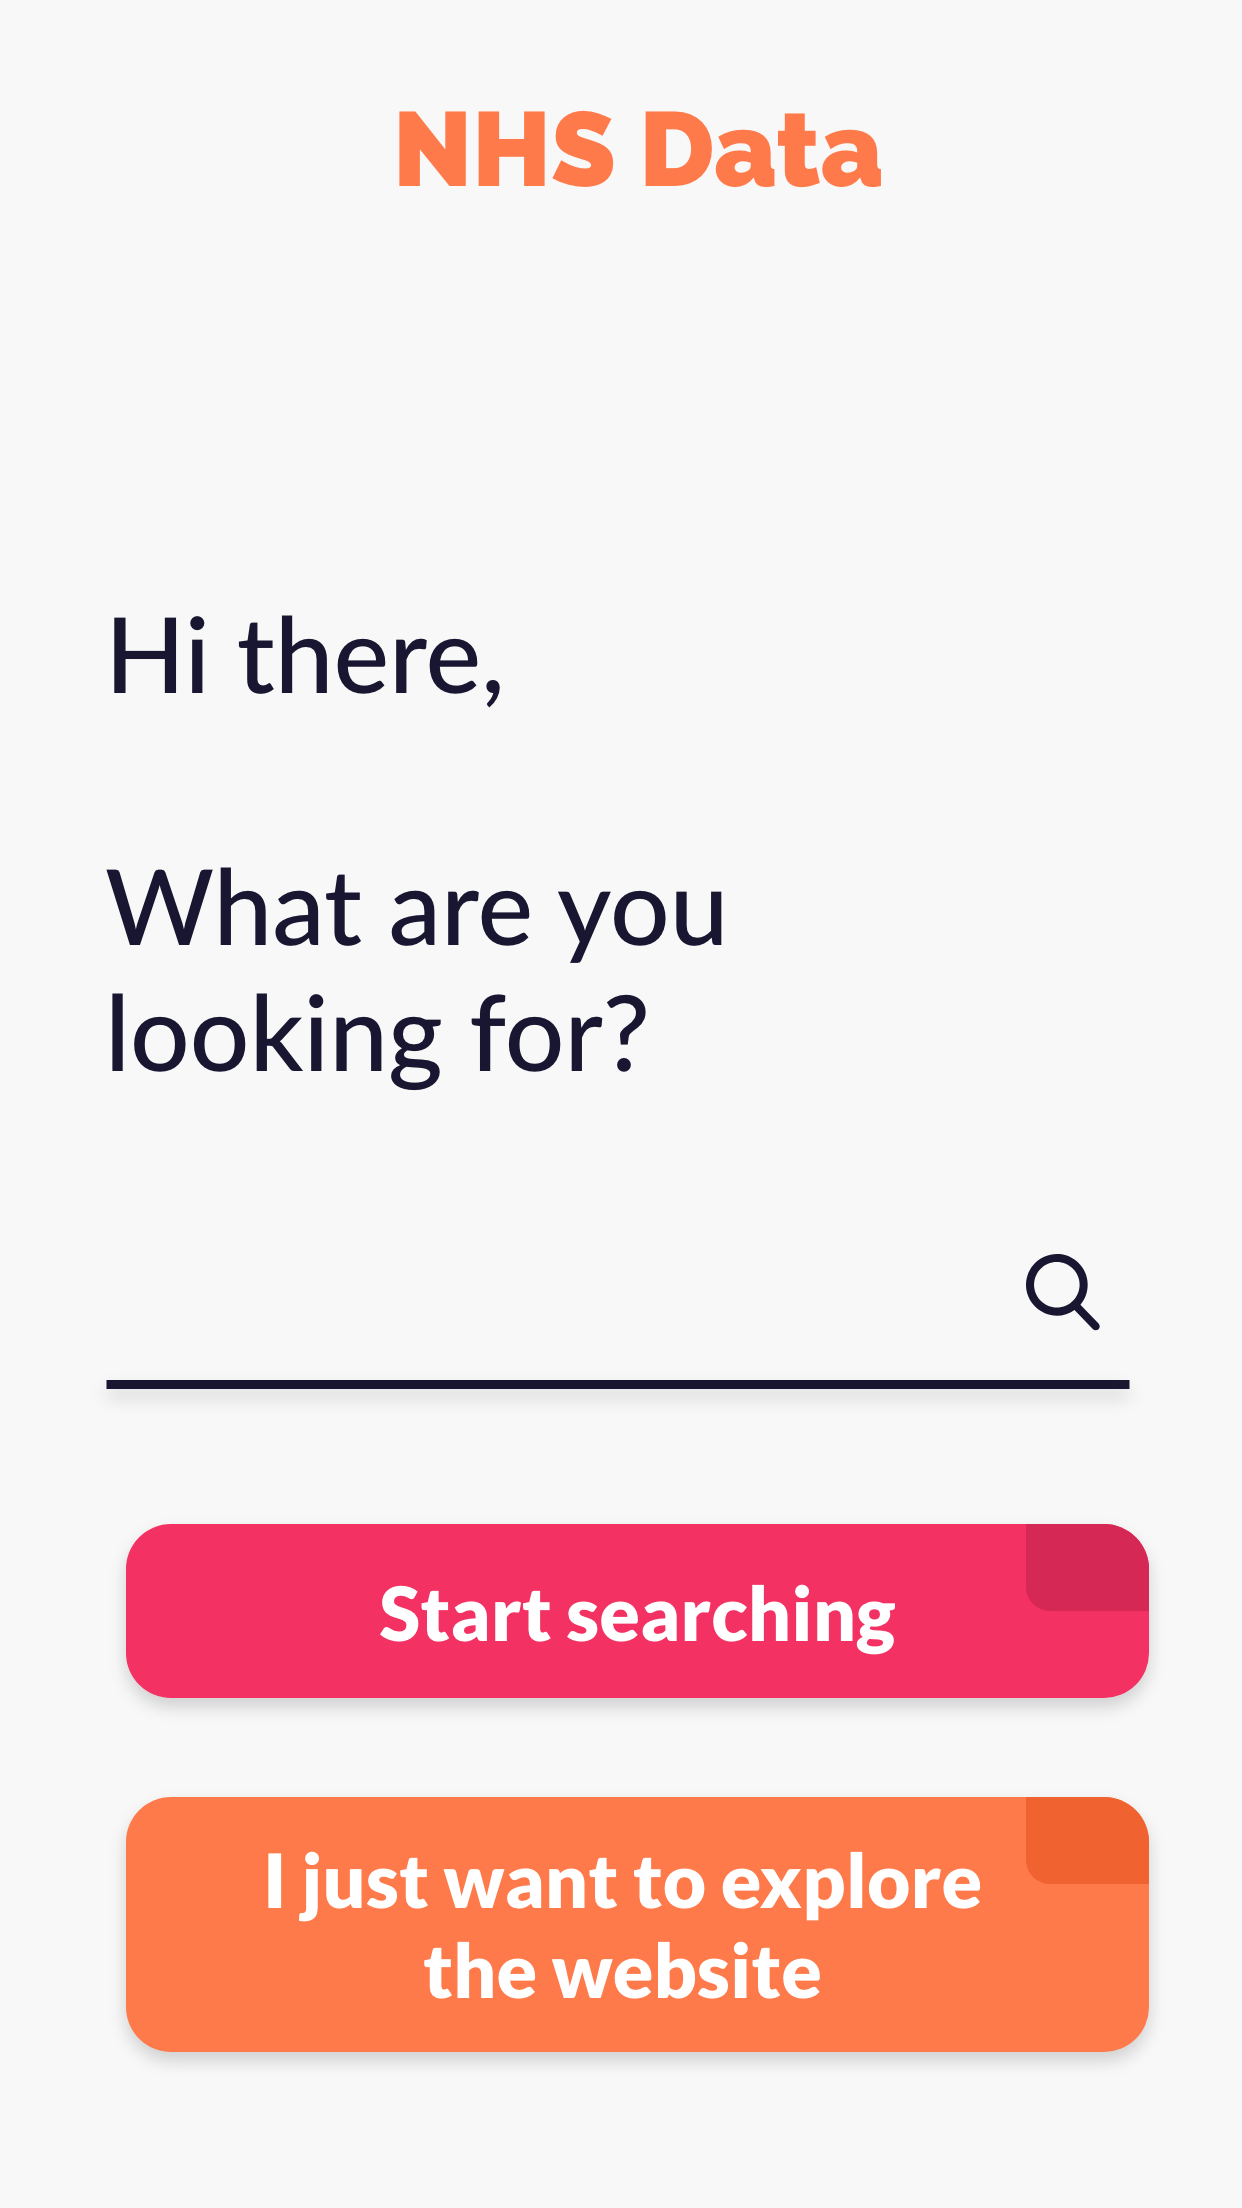 NHS Data
Hi there,
What are you
looking for?
Start searching
I just want to explore
the website